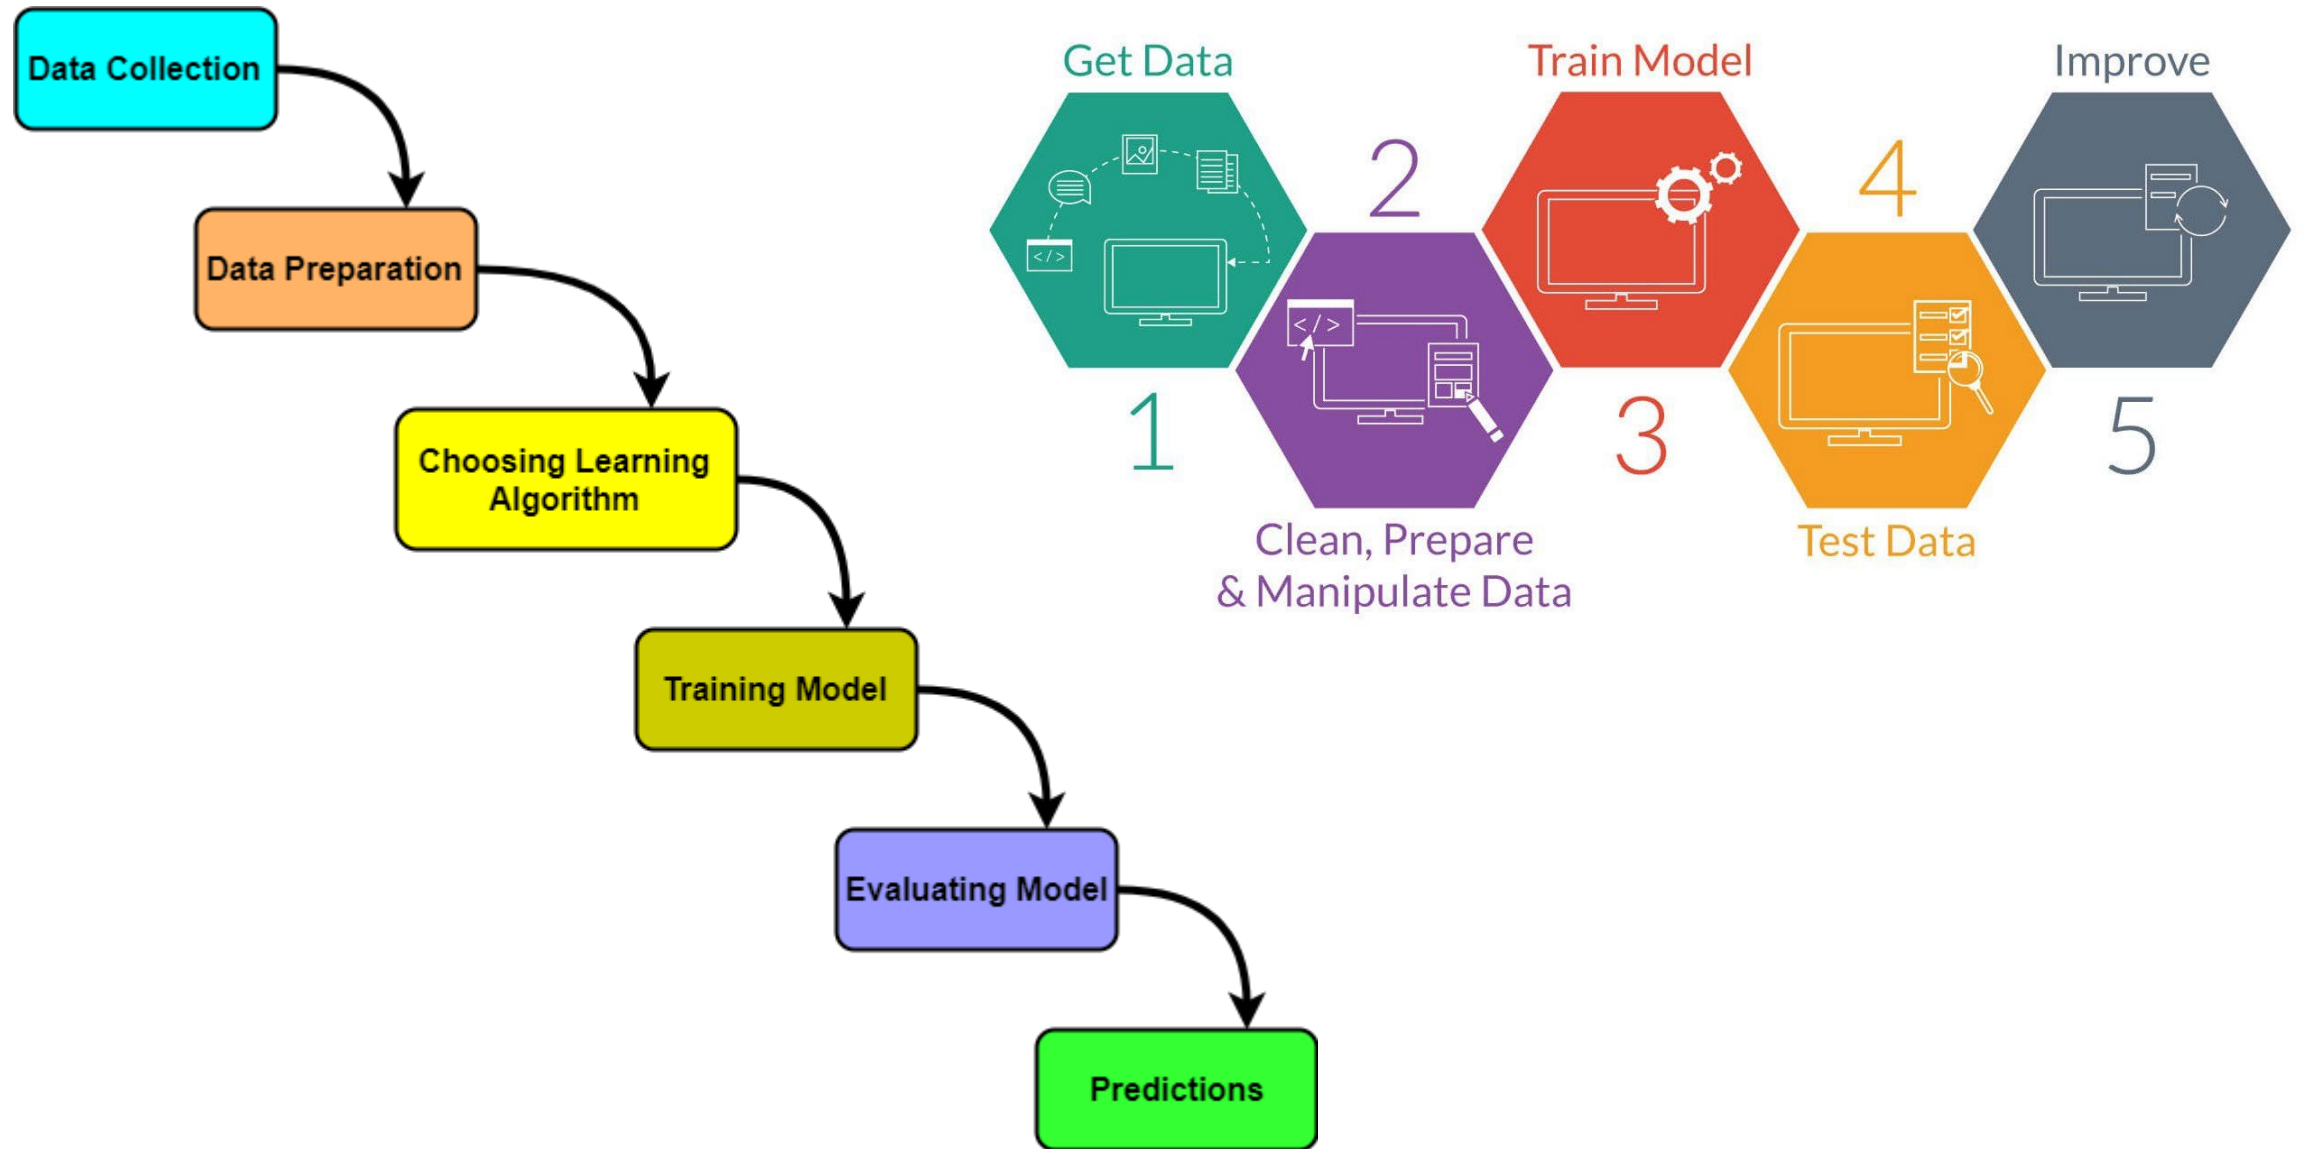 Data Collection
Data Preparation
Choosing Learning
Algorithm
Training Model
Evaluating Model
Predictions
Get Data
1
</>
2
</>
Clean, Prepare
& Manipulate Data
Train Model
3
4
Test Data
Improve
5